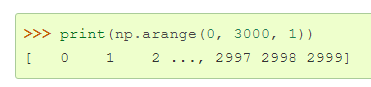 >>> print(np.arange(0, 3000, 1))
[   0    1    2 ..., 2997 2998 2999]